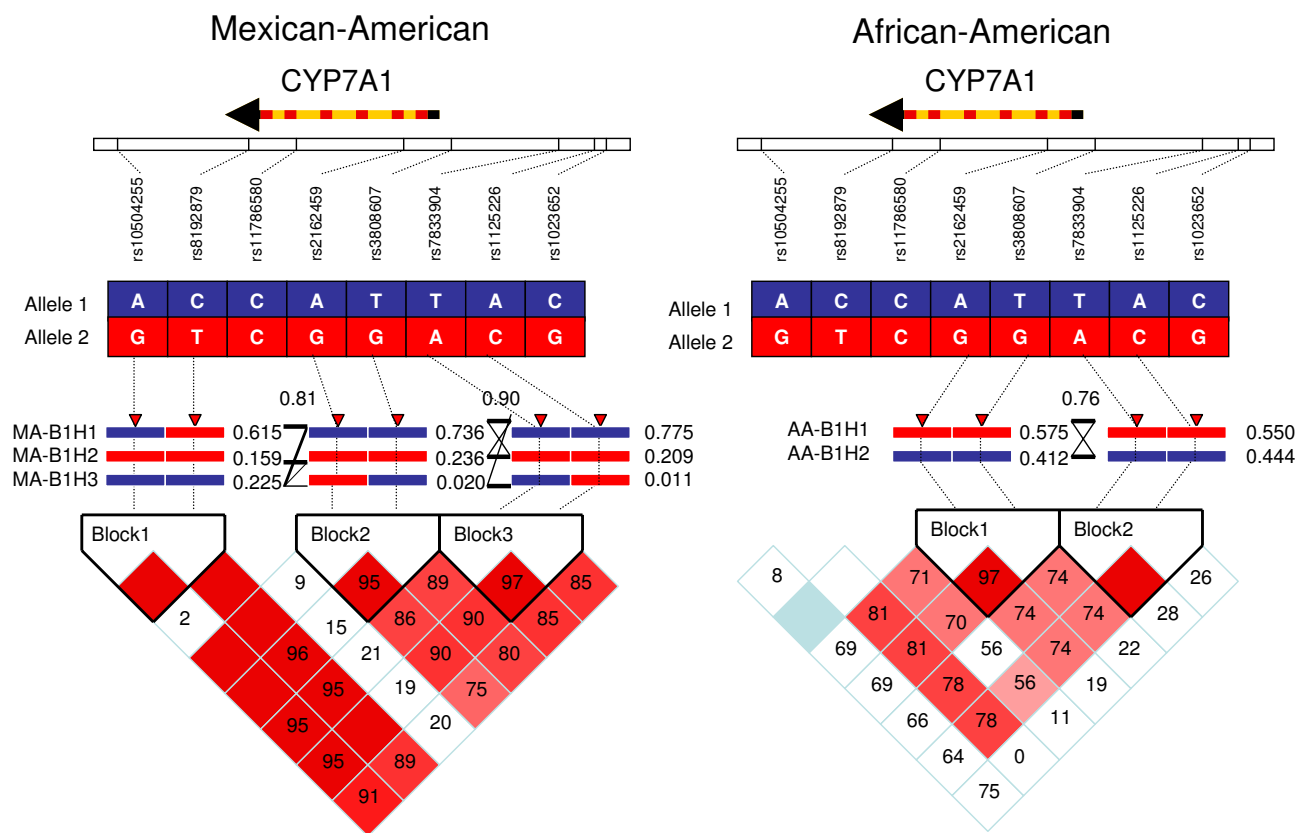 Mexican-American
African-American
CYP7A1
CYP7A1
rs10504255
rs8192879
rs11786580
rs2162459
rs3808607
rs7833904
rs1125226
rs1023652
rs10504255
rs8192879
rs11786580
rs2162459
rs3808607
rs7833904
rs1125226
rs1023652
Allele 1 A C C A T T A C
Allele 2 G T C G G A C G
Allele 1 A C C A T T A C
Allele 2 G T C G G A C G
0.81 0.90
0.76
MA-B1H1 0.615 0.736 0.775
MA-B1H2 0.159 0.236 0.209
MA-B1H3 0.225 0.020 0.011
AA-B1H1 0.575 0.550
AA-B1H2 0.412 0.444
Block1 Block2 Block3
Block1 Block2
9 95 89 97 85
2 15 86 90 85
96 21 90 80
95 19 75
95 20
95 89
91
8 71 97 74 26
81 70 74 74 28
69 81 56 74 22
69 78 56 19
66 78 11
64 0
75